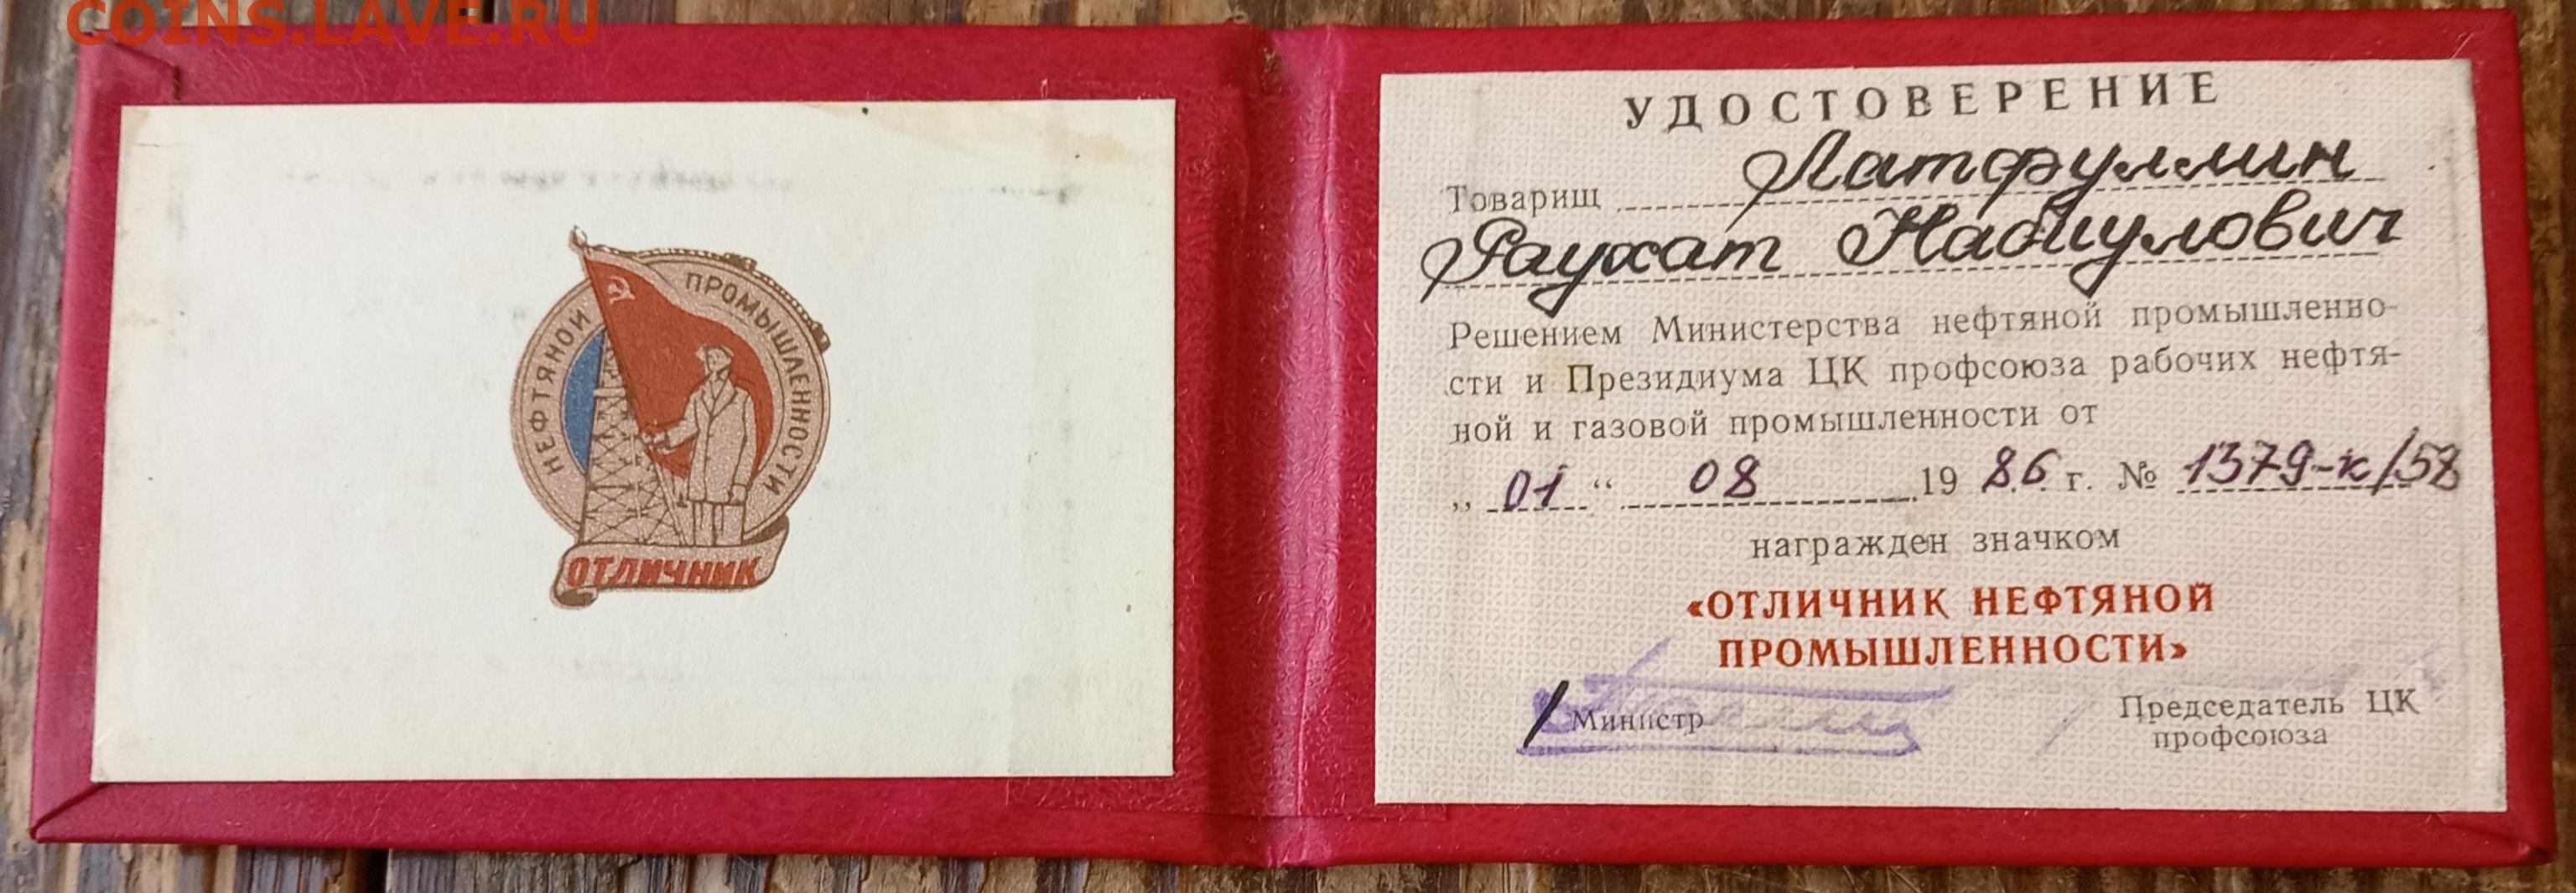 COINS.LAVE.RU
НЕФТЯНОЙ ПРОМЫШЛЕННОСТИ
ОТЛИЧНИК
УДОСТОВЕРЕНИЕ
Товарищ Латфуллин
Раухат Набиулович
Решением Министерства нефтяной промышленно-
сти и Президиума ЦК профсоюза рабочих нефтя-
ной и газовой промышленности от
„ 01 “ 08 19 86 г. № 1379-к/58
награжден значком
«ОТЛИЧНИК НЕФТЯНОЙ
ПРОМЫШЛЕННОСТИ»
Министр
Председатель ЦК
профсоюза